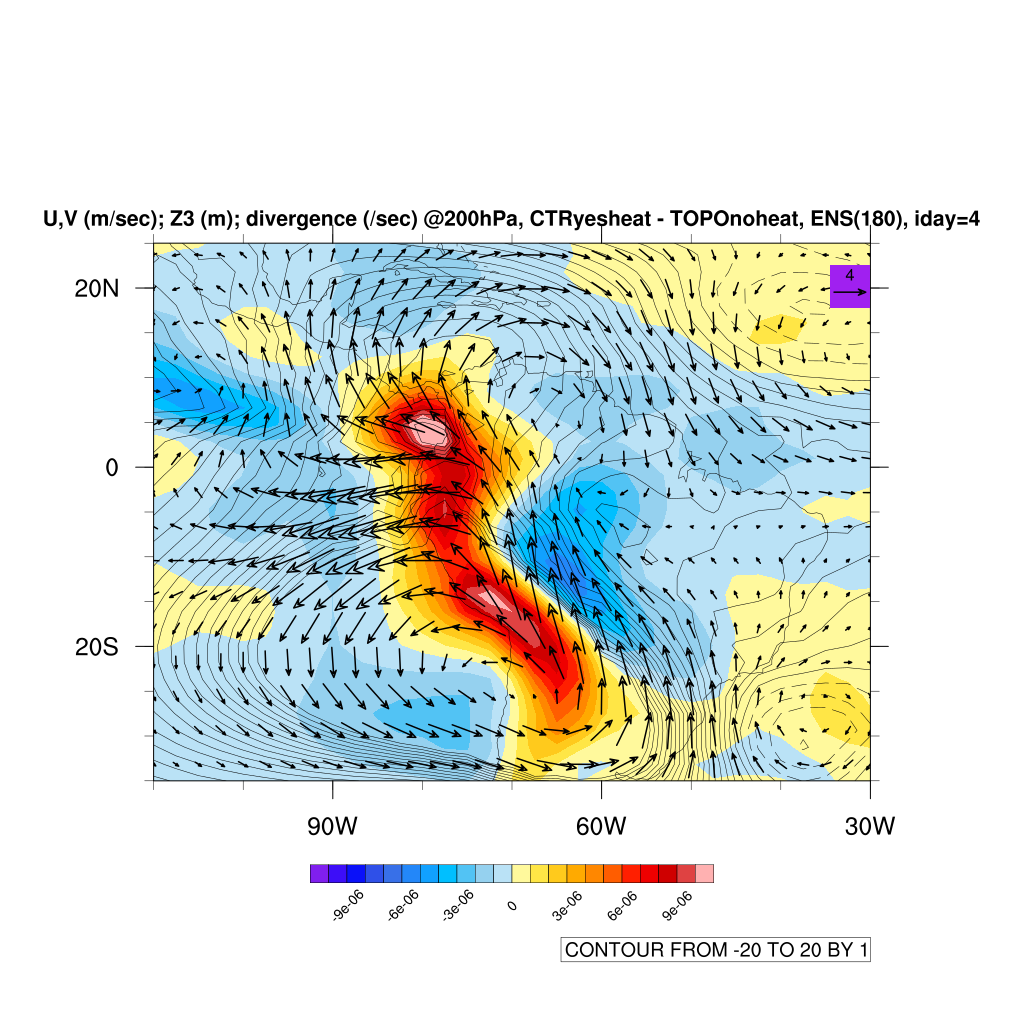 U,V (m/sec); Z3 (m); divergence (/sec) @200hPa, CTRyesheat - TOPOnoheat, ENS(180), iday=4
4
20N
0
20S
90W 60W 30W
-9e-06 -6e-06 -3e-06 0 3e-06 6e-06 9e-06
CONTOUR FROM -20 TO 20 BY 1